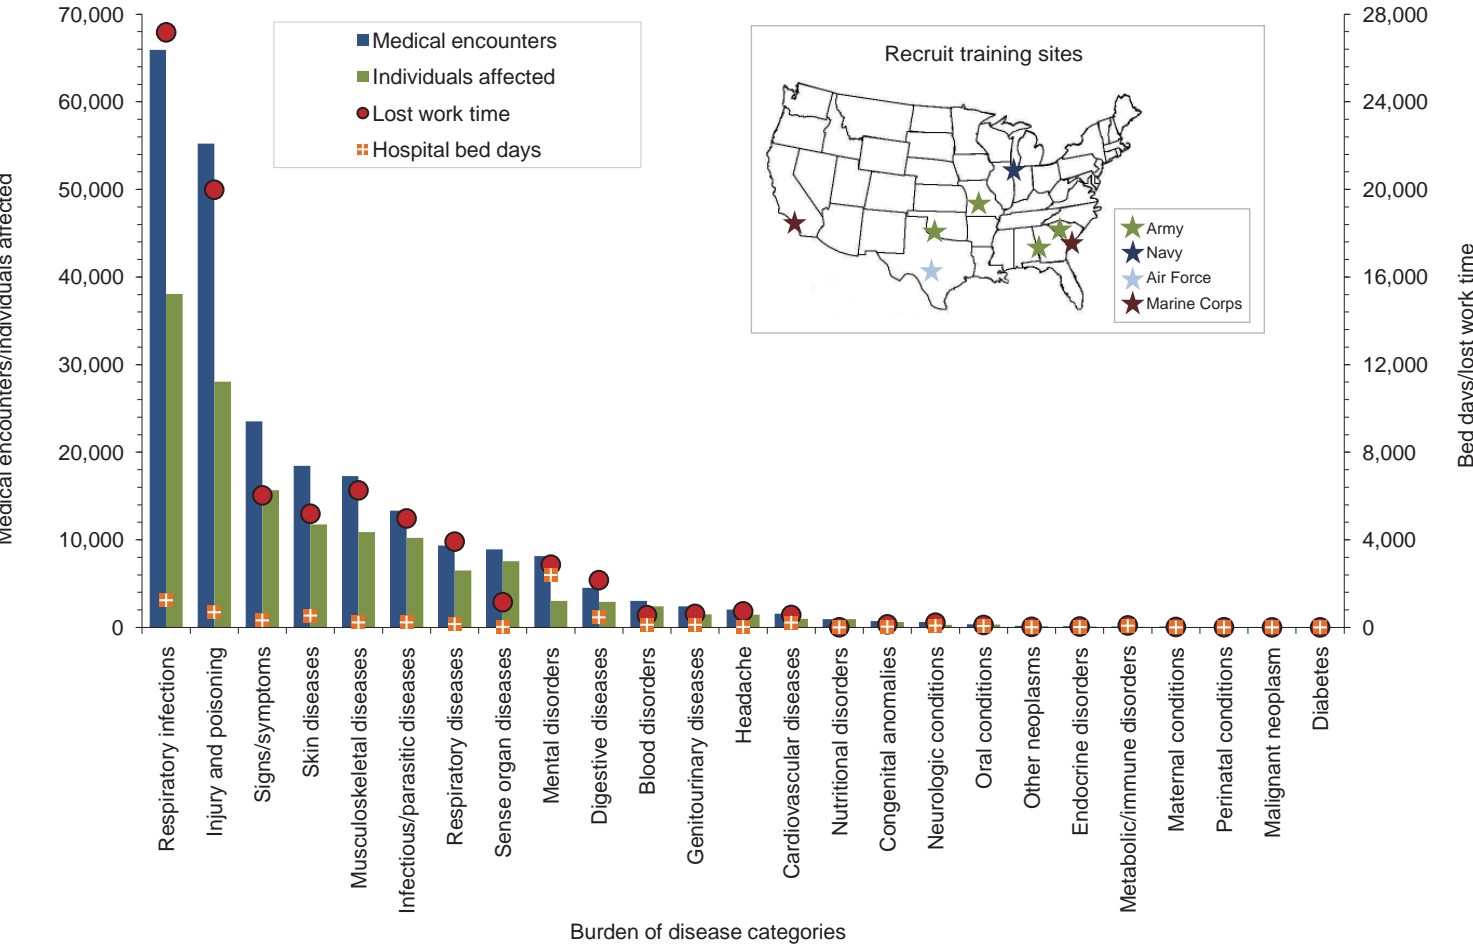 70,000
60,000
50,000
40,000
30,000
20,000
10,000
0
Medical encounters/individuals affected
Medical encounters
Individuals affected
Lost work time
Hospital bed days
Recruit training sites
Army
Navy
Air Force
Marine Corps
28,000
24,000
20,000
16,000
12,000
8,000
4,000
0
Bed days/lost work time
Respiratory infections
Injury and poisoning
Signs/symptoms
Skin diseases
Musculoskeletal diseases
Infectious/parasitic diseases
Respiratory diseases
Sense organ diseases
Mental disorders
Digestive diseases
Blood disorders
Genitourinary diseases
Headache
Cardiovascular diseases
Nutritional disorders
Congenital anomalies
Neurologic conditions
Oral conditions
Other neoplasms
Endocrine disorders
Metabolic/immune disorders
Maternal conditions
Perinatal conditions
Malignant neoplasm
Diabetes
Burden of disease categories